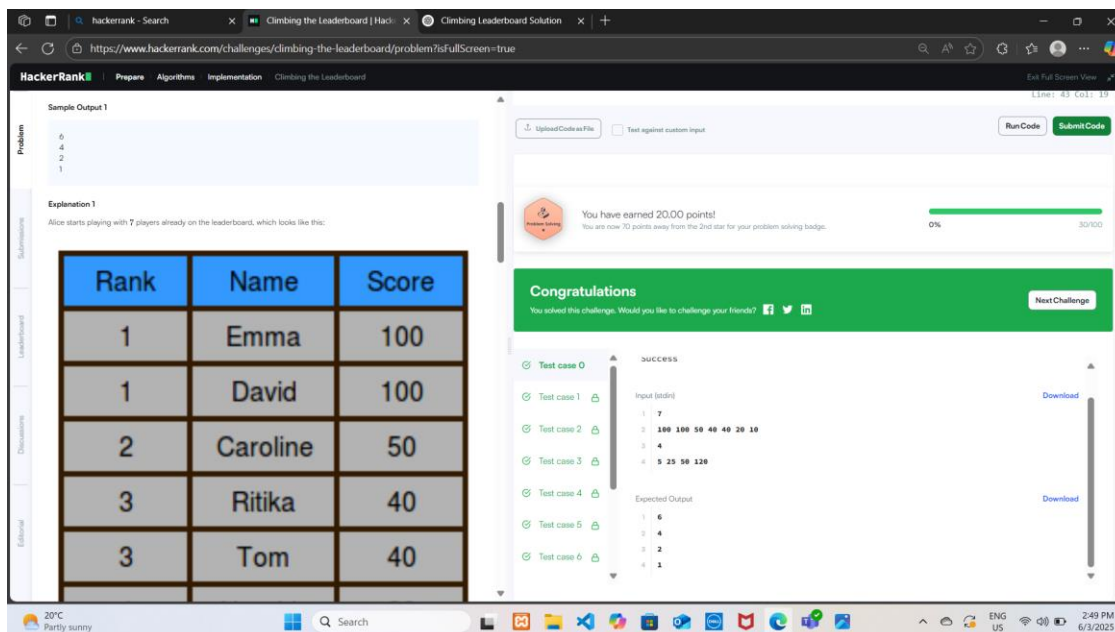 hackerrank - Search
Climbing the Leaderboard | Hack
Climbing Leaderboard Solution
https://www.hackerrank.com/challenges/climbing-the-leaderboard/problem?isFullScreen=true
HackerRank Prepare Algorithms Implementation Climbing the Leaderboard Exit Full Screen View
Line: 43 Col: 19
Problem
Submissions
Leaderboard
Discussions
Editorial
Sample Output 1
6
4
2
1
Explanation 1
Alice starts playing with 7 players already on the leaderboard, which looks like this:
Rank Name Score
1 Emma 100
1 David 100
2 Caroline 50
3 Ritika 40
3 Tom 40
Upload Code as File Test against custom input Run Code Submit Code
Problem Solving
You have earned 20.00 points!
You are now 70 points away from the 2nd star for your problem solving badge.
0% 30/100
Congratulations
You solved this challenge. Would you like to challenge your friends?
Next Challenge
Test case 0
Test case 1
Test case 2
Test case 3
Test case 4
Test case 5
Test case 6
Success
Input (stdin) Download
1 7
2 100 100 50 40 40 20 10
3 4
4 5 25 50 120
Expected Output Download
1 6
2 4
3 2
4 1
20°C
Partly sunny
Search
ENG
US
2:49 PM
6/3/2025